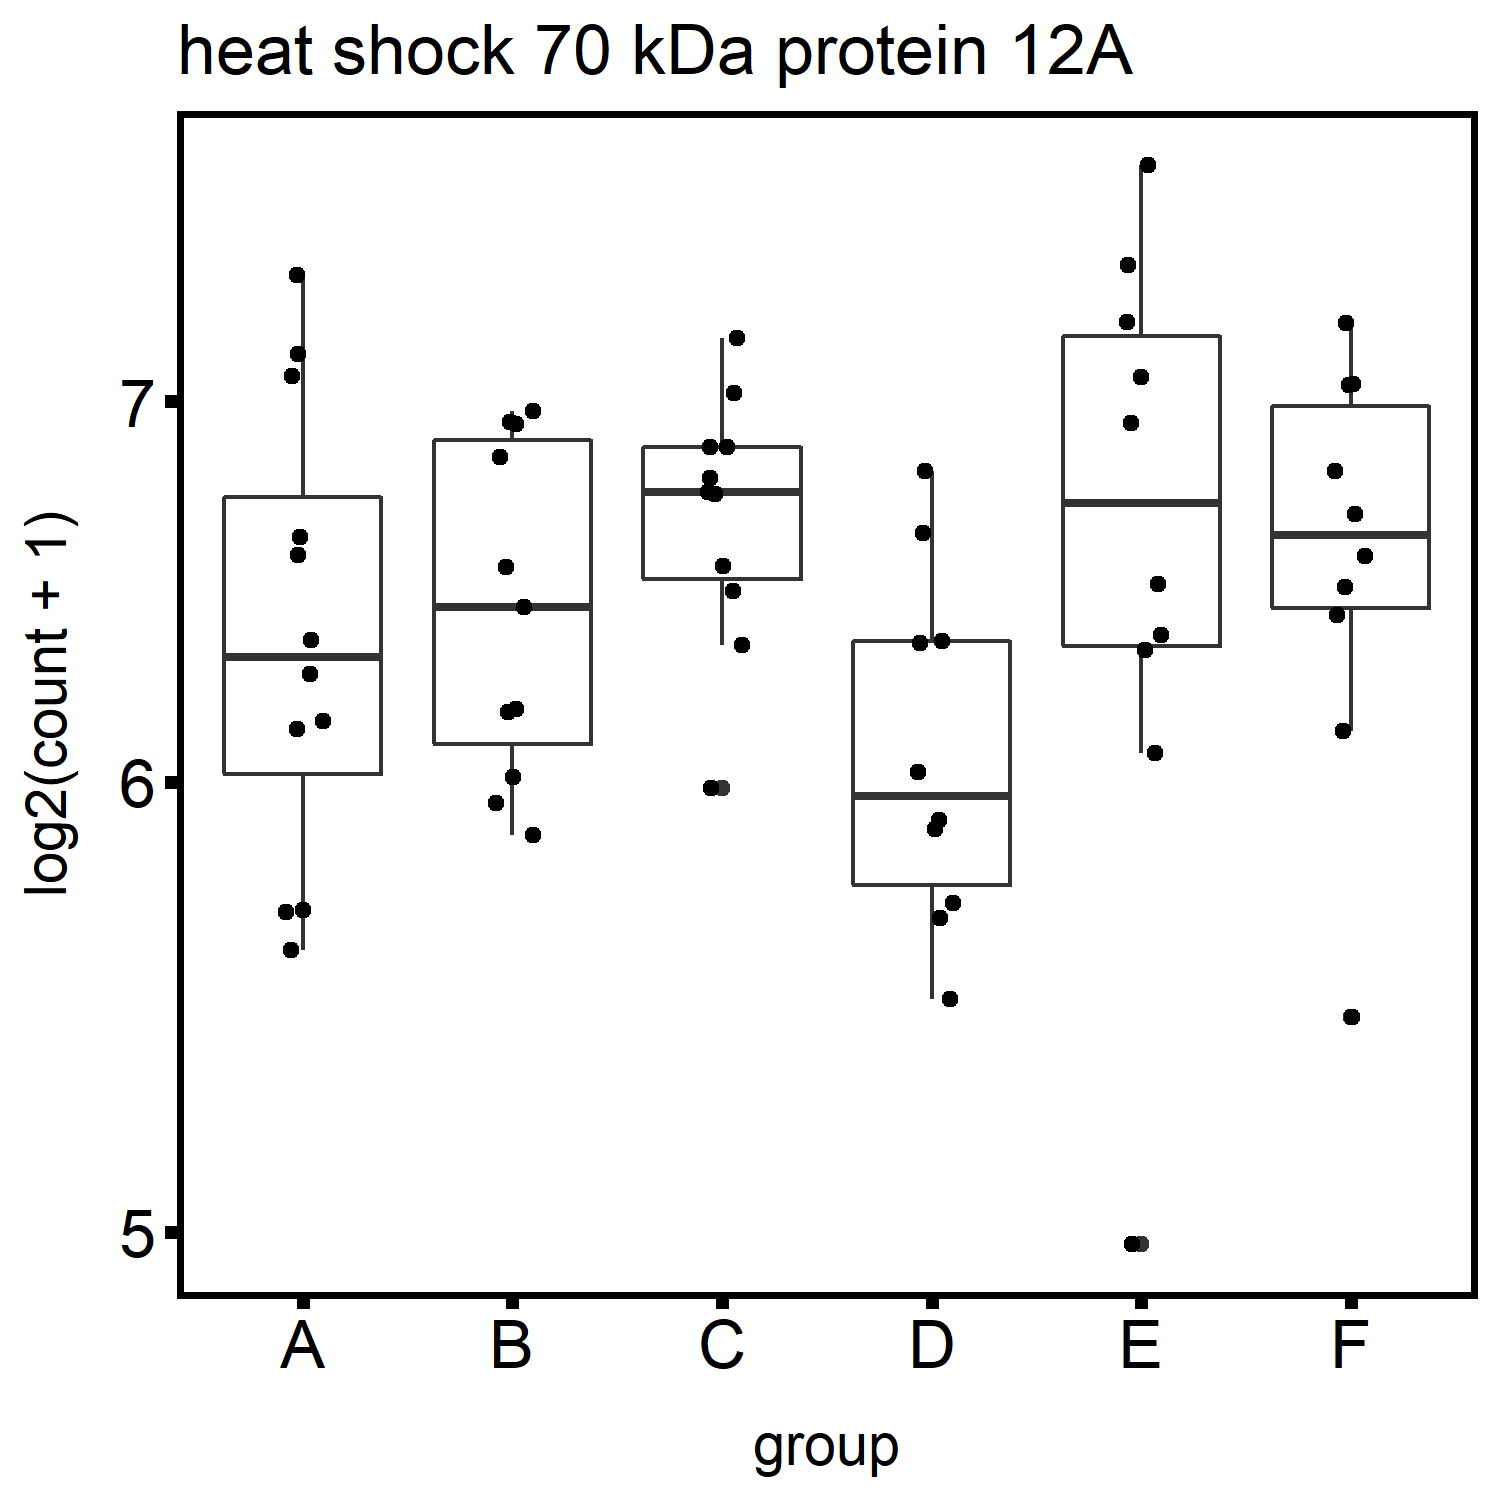 heat shock 70 kDa protein 12A
log2(count + 1)
7
6
5
A B C D E F
group